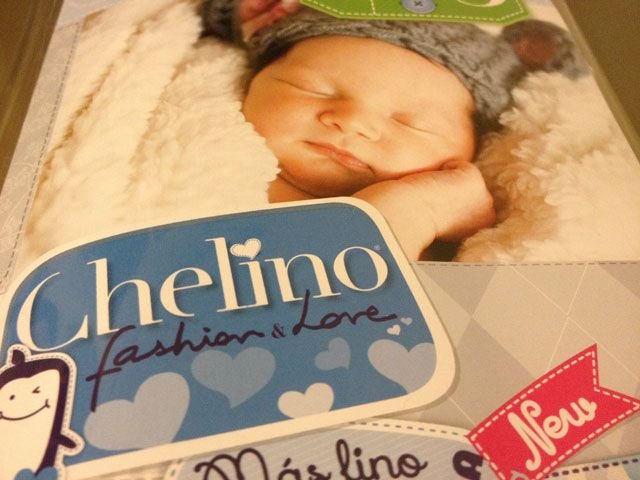 Chelino®
fashion & Love
New
Más lino